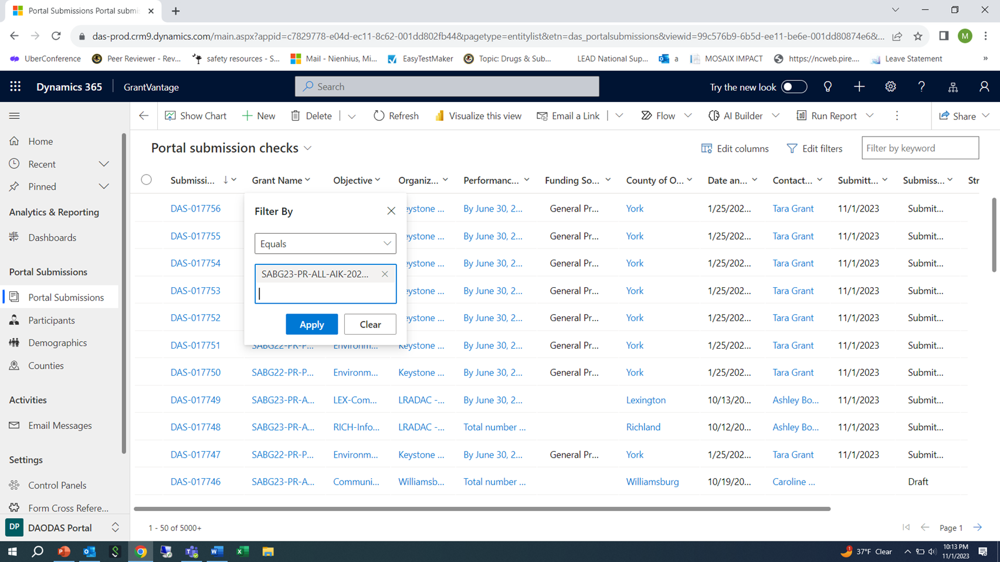 Portal Submissions Portal submi
das-prod.crm9.dynamics.com/main.aspx?appid=c7829778-e04d-ec11-8c62-001dd802fb44&pagetype=entitylist&etn=das_portalsubmissions&viewid=99c576b9-6b5d-ee11-be6e-001dd80874e6&...
M
UberConference
Peer Reviewer - Rev...
safety resources - S...
Mail - Nienhius, Mi...
EasyTestMaker
Topic: Drugs & Sub...
LEAD National Sup...
a
MOSAIX IMPACT
https://ncweb.pire....
Leave Statement
»
Dynamics 365
GrantVantage
Search
Try the new look
Show Chart
New
Delete
Refresh
Visualize this view
Email a Link
Flow
AI Builder
Run Report
Share
Home
Recent
Pinned
Analytics & Reporting
Dashboards
Portal Submissions
Portal Submissions
Participants
Demographics
Counties
Activities
Email Messages
Settings
Control Panels
Form Cross Refere...
DP DAODAS Portal
Portal submission checks
Edit columns
Edit filters
Filter by keyword
Submissi... Grant Name Objective Organiz... Performanc... Funding So... County of O... Date an... Contact... Submitt... Submiss... Str
Filter By
Equals
SABG23-PR-ALL-AIK-202...
Apply
Clear
DAS-017756 eystone ... By June 30, 2... General Pr... York 1/25/202... Tara Grant 11/1/2023 Submit...
DAS-017755 eystone ... By June 30, 2... General Pr... York 1/25/202... Tara Grant 11/1/2023 Submit...
DAS-017754 eystone ... By June 30, 2... General Pr... York 1/25/202... Tara Grant 11/1/2023 Submit...
DAS-017753 eystone ... By June 30, 2... General Pr... York 1/25/202... Tara Grant 11/1/2023 Submit...
DAS-017752 eystone ... By June 30, 2... General Pr... York 1/25/202... Tara Grant 11/1/2023 Submit...
DAS-017751 SABG22-PR-P... Environm... Keystone ... By June 30, 2... General Pr... York 1/25/202... Tara Grant 11/1/2023 Submit...
DAS-017750 SABG22-PR-P... Environm... Keystone ... By June 30, 2... General Pr... York 1/25/202... Tara Grant 11/1/2023 Submit...
DAS-017749 SABG23-PR-A... LEX-Com... LRADAC -... By June 30, 2... Lexington 10/13/20... Ashley Bo... 11/1/2023 Submit...
DAS-017748 SABG23-PR-A... RICH-Info... LRADAC -... Total number ... Richland 10/12/20... Ashley Bo... 11/1/2023 Submit...
DAS-017747 SABG22-PR-P... Environm... Keystone ... By June 30, 2... General Pr... York 1/25/202... Tara Grant 11/1/2023 Submit...
DAS-017746 SABG23-PR-A... Communi... Williamsb... Total number ... Williamsburg 10/19/20... Caroline ... Draft
1 - 50 of 5000+
Page 1
37°F Clear
10:13 PM
11/1/2023